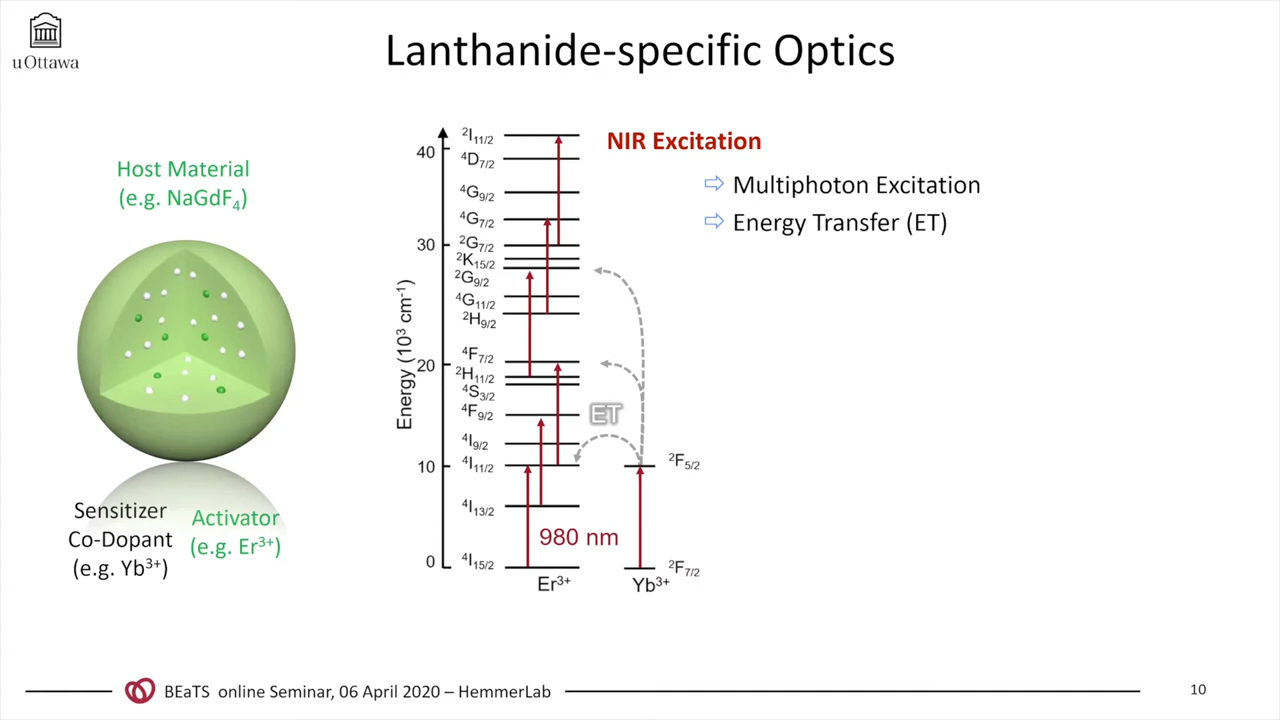 uOttawa
Lanthanide-specific Optics
Host Material
(e.g. NaGdF₄)
Sensitizer
Co-Dopant
(e.g. Yb³⁺)
Activator
(e.g. Er³⁺)
Energy (10³ cm⁻¹)
40
30
20
10
0
²I₁₁/₂
⁴D₇/₂
⁴G₉/₂
⁴G₇/₂
²G₇/₂
²K₁₅/₂
²G₉/₂
⁴G₁₁/₂
²H₉/₂
⁴F₇/₂
²H₁₁/₂
⁴S₃/₂
⁴F₉/₂
⁴I₉/₂
⁴I₁₁/₂
⁴I₁₃/₂
⁴I₁₅/₂
ET
980 nm
²F₅/₂
²F₇/₂
Er³⁺
Yb³⁺
NIR Excitation
⇨ Multiphoton Excitation
⇨ Energy Transfer (ET)
BEaTS online Seminar, 06 April 2020 – HemmerLab
10